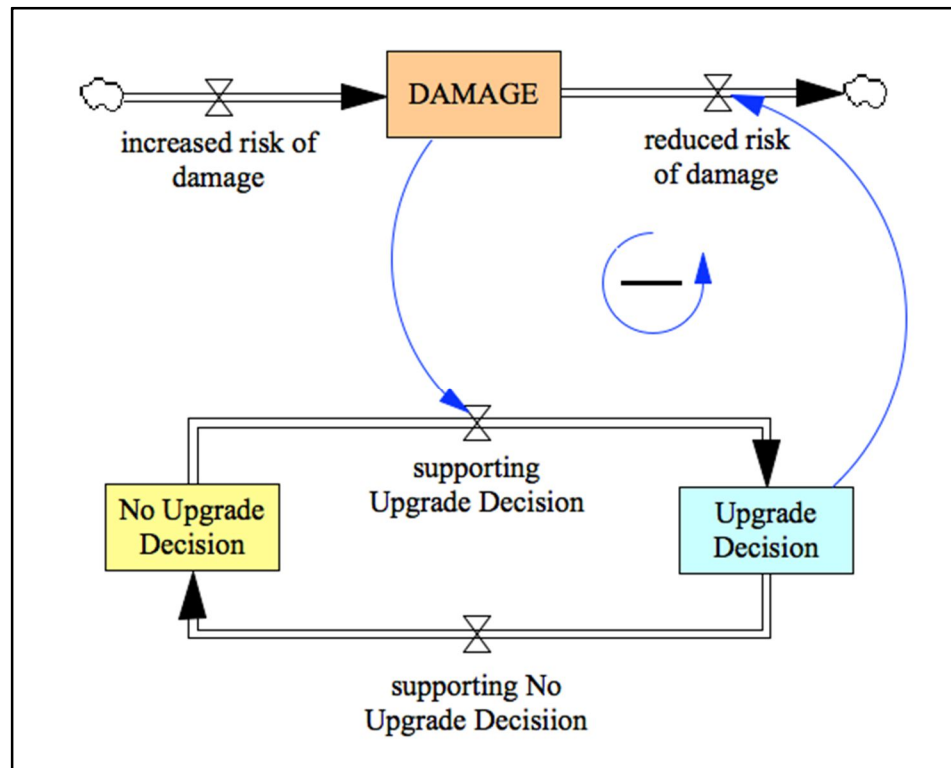 DAMAGE
increased risk of
damage
reduced risk
of damage
supporting
Upgrade Decision
No Upgrade
Decision
Upgrade
Decision
supporting No
Upgrade Decisiion